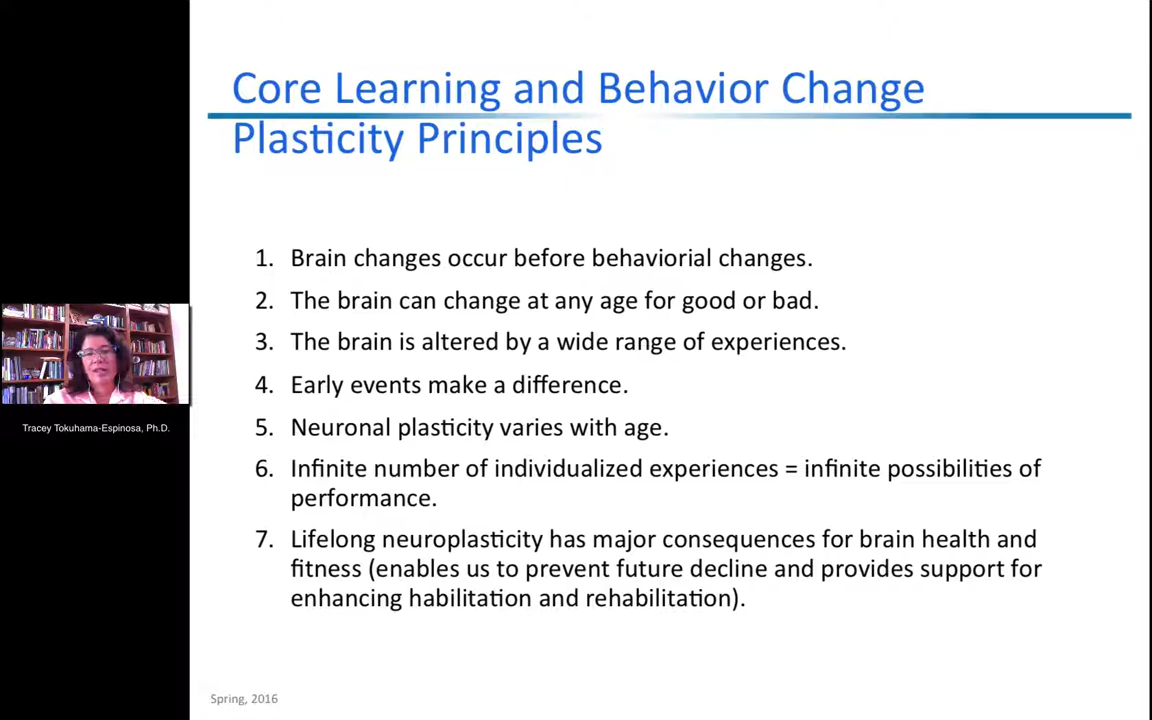 Core Learning and Behavior Change
Plasticity Principles
1. Brain changes occur before behaviorial changes.
2. The brain can change at any age for good or bad.
3. The brain is altered by a wide range of experiences.
4. Early events make a difference.
5. Neuronal plasticity varies with age.
6. Infinite number of individualized experiences = infinite possibilities of
performance.
7. Lifelong neuroplasticity has major consequences for brain health and
fitness (enables us to prevent future decline and provides support for
enhancing habilitation and rehabilitation).
Tracey Tokuhama-Espinosa, Ph.D.
Spring, 2016